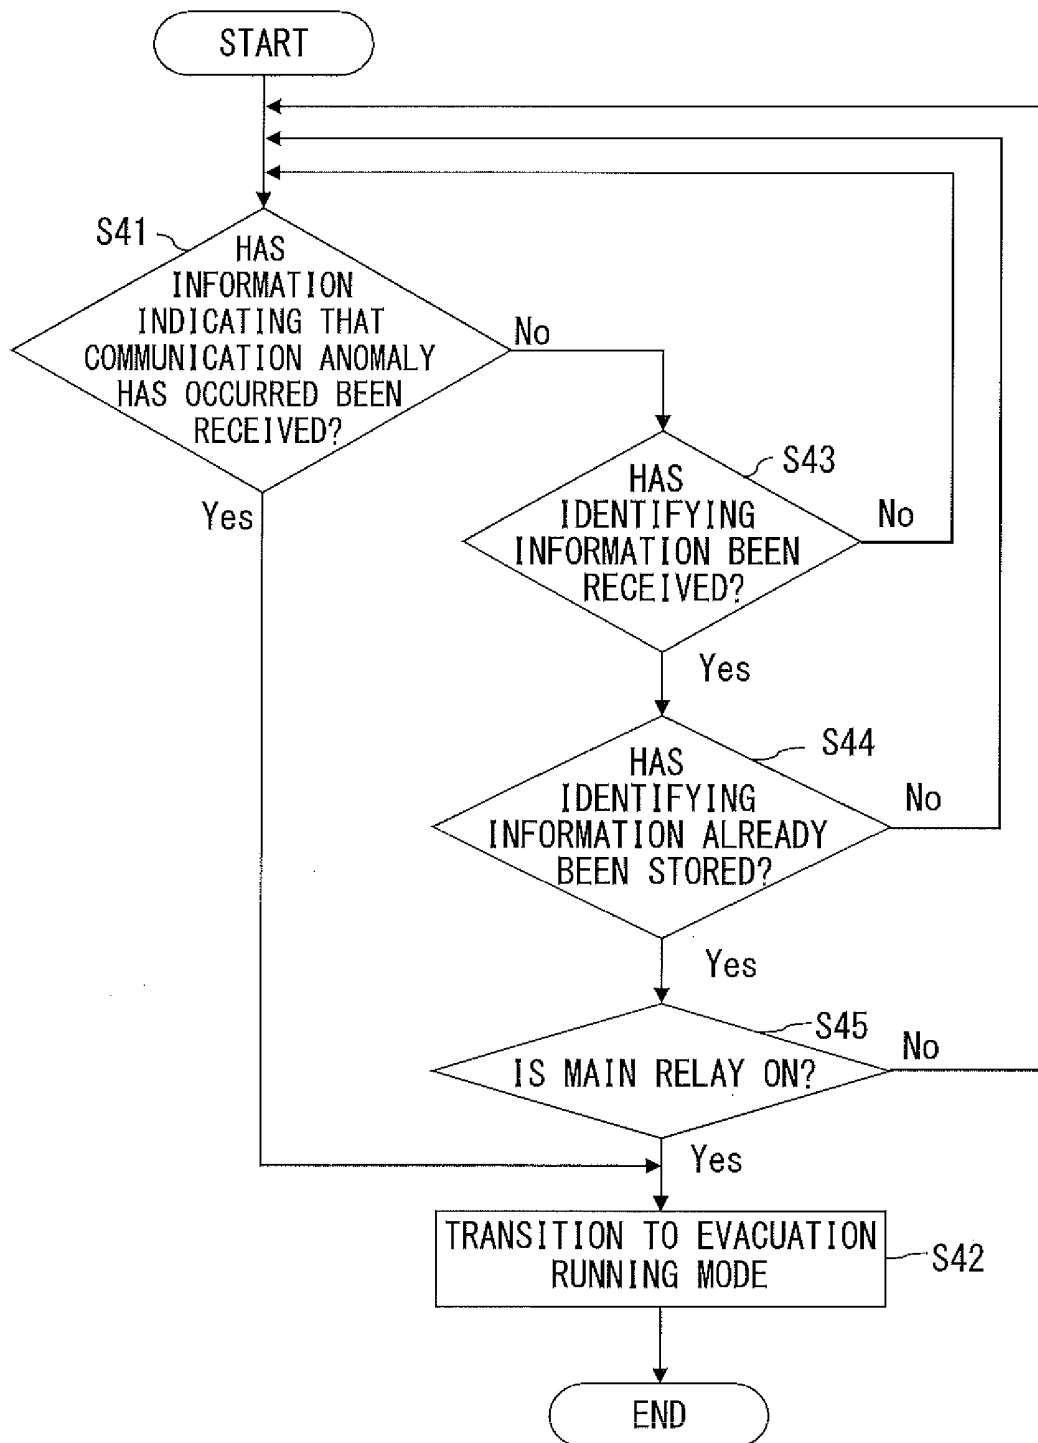 START
S41
HAS
INFORMATION
INDICATING THAT
COMMUNICATION ANOMALY
HAS OCCURRED BEEN
RECEIVED?
No
Yes
S43
HAS
IDENTIFYING
INFORMATION BEEN
RECEIVED?
No
Yes
S44
HAS
IDENTIFYING
INFORMATION ALREADY
BEEN STORED?
No
Yes
S45
IS MAIN RELAY ON?
No
Yes
TRANSITION TO EVACUATION
RUNNING MODE
S42
END